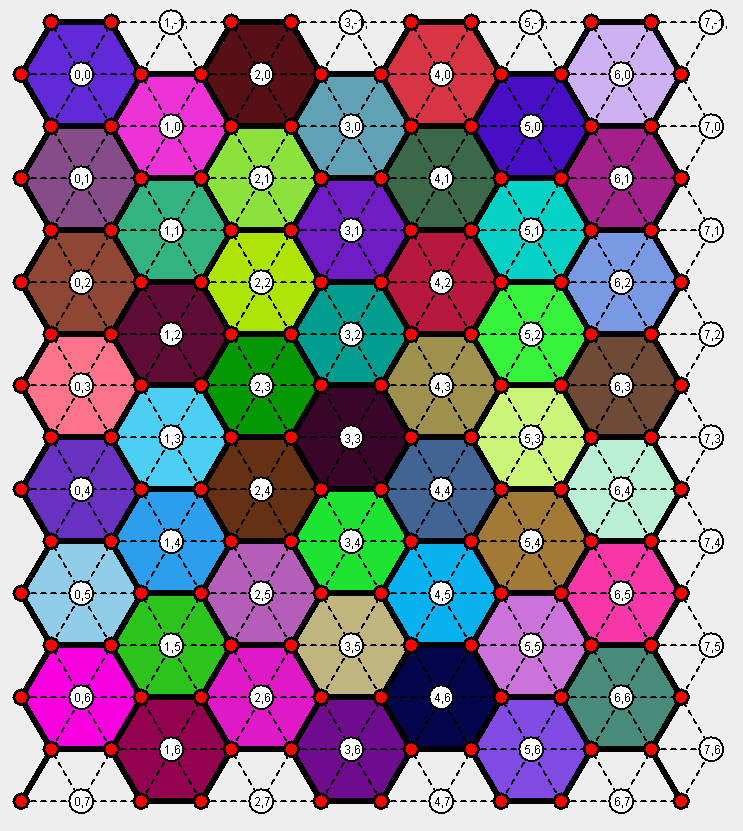 1,- 3,- 5,- 7,-
0,0 2,0 4,0 6,0
1,0 3,0 5,0 7,0
0,1 2,1 4,1 6,1
1,1 3,1 5,1 7,1
0,2 2,2 4,2 6,2
1,2 3,2 5,2 7,2
0,3 2,3 4,3 6,3
1,3 3,3 5,3 7,3
0,4 2,4 4,4 6,4
1,4 3,4 5,4 7,4
0,5 2,5 4,5 6,5
1,5 3,5 5,5 7,5
0,6 2,6 4,6 6,6
1,6 3,6 5,6 7,6
0,7 2,7 4,7 6,7